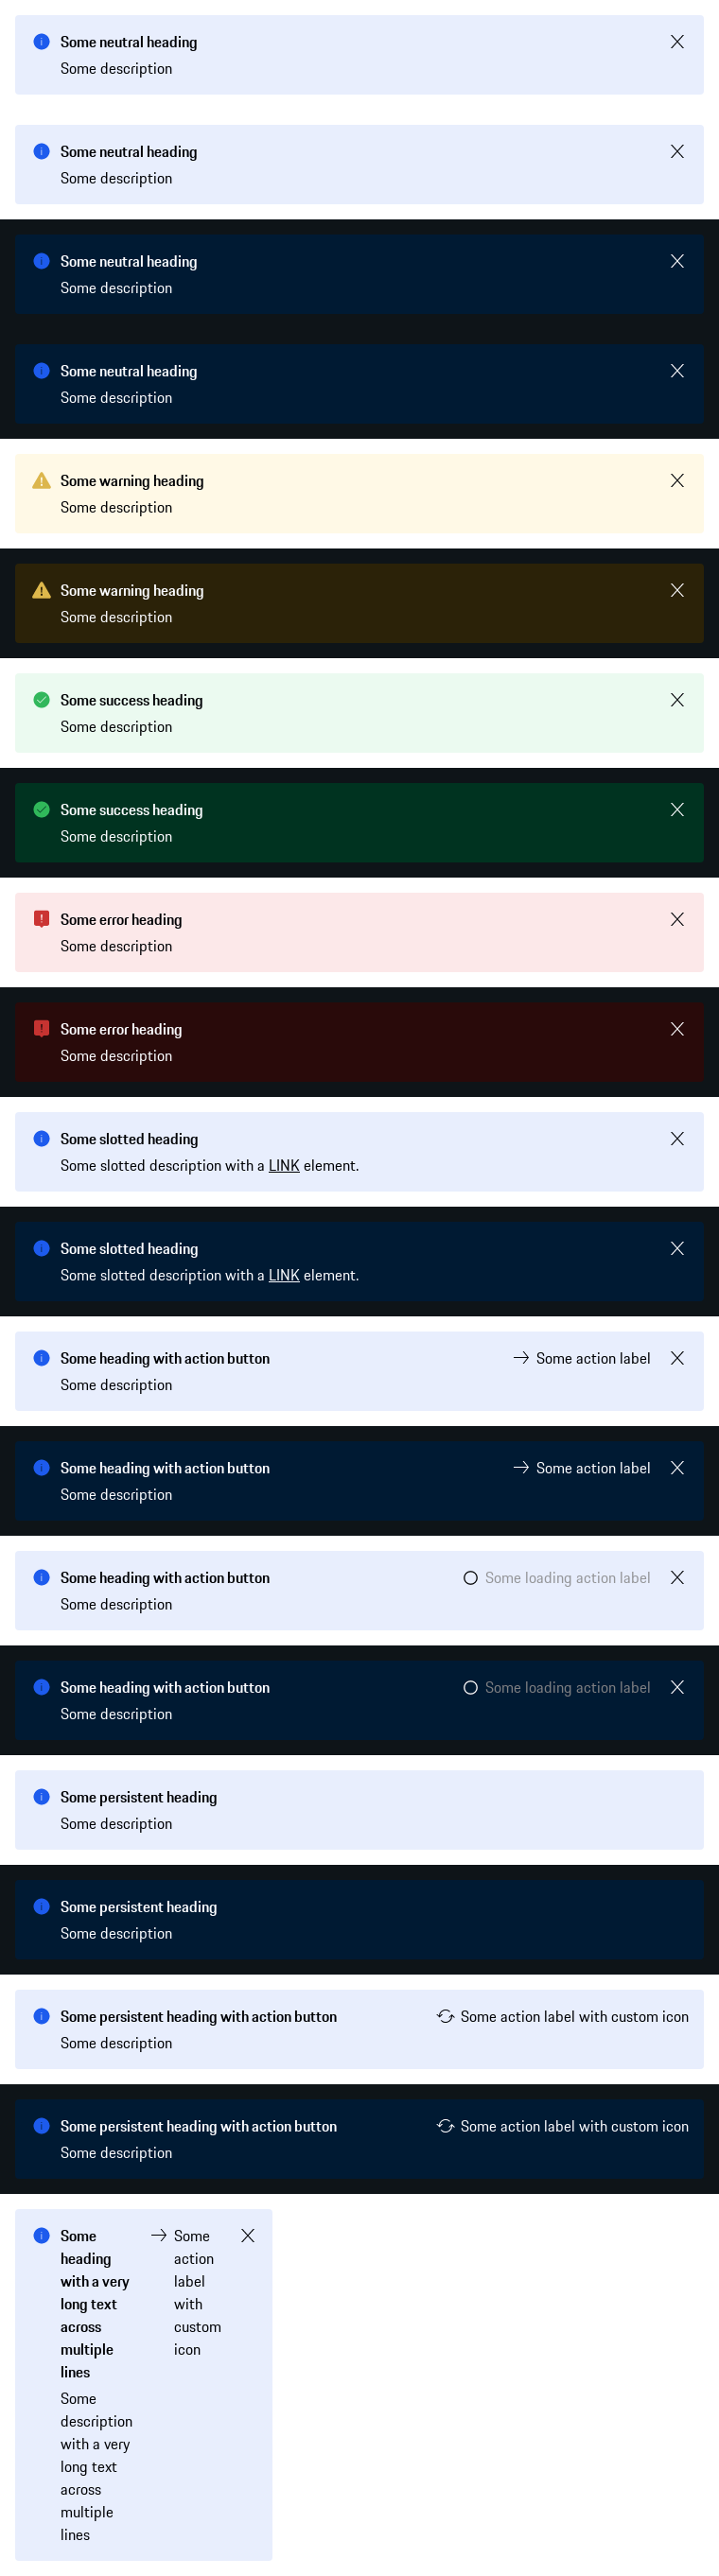 Some neutral heading
Some description
Some neutral heading
Some description
Some neutral heading
Some description
Some neutral heading
Some description
Some warning heading
Some description
Some warning heading
Some description
Some success heading
Some description
Some success heading
Some description
Some error heading
Some description
Some error heading
Some description
Some slotted heading
Some slotted description with a LINK element.
Some slotted heading
Some slotted description with a LINK element.
Some heading with action button
Some action label
Some description
Some heading with action button
Some action label
Some description
Some heading with action button
Some loading action label
Some description
Some heading with action button
Some loading action label
Some description
Some persistent heading
Some description
Some persistent heading
Some description
Some persistent heading with action button
Some action label with custom icon
Some description
Some persistent heading with action button
Some action label with custom icon
Some description
Some
heading
with a very
long text
across
multiple
lines
Some
description
with a very
long text
across
multiple
lines
Some
action
label
with
custom
icon